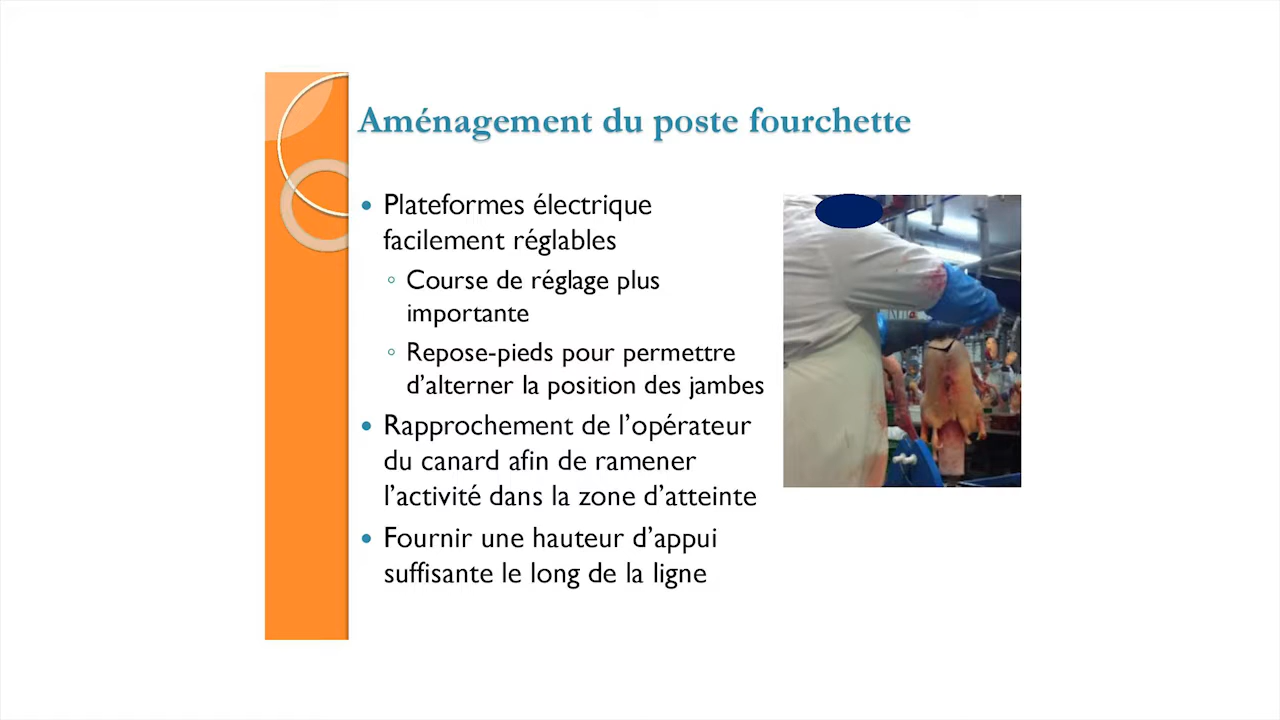 Aménagement du poste fourchette
• Plateformes électrique
facilement réglables
◦ Course de réglage plus
importante
◦ Repose-pieds pour permettre
d’alterner la position des jambes
• Rapprochement de l’opérateur
du canard afin de ramener
l’activité dans la zone d’atteinte
• Fournir une hauteur d’appui
suffisante le long de la ligne